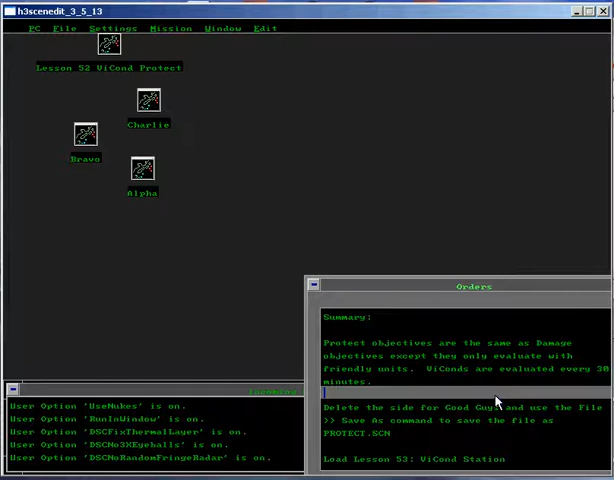 h3scenedit_3_5_13
PC File Settings Mission Window Edit
Lesson 52 ViCond Protect
Charlie
Bravo
Alpha
Orders
Summary:
Protect objectives are the same as Damage
objectives except they only evaluate with
friendly units. ViConds are evaluated every 30
minutes.
Delete the side for Good Guys and use the File
>> Save As command to save the file as
PROTECT.SCN
Load Lesson 53: ViCond Station
Incoming
User Option 'UseNukes' is on.
User Option 'RunInWindow' is on.
User Option 'DSCFixThermalLayer' is on.
User Option 'DSCNo3XEyeballs' is on.
User Option 'DSCNoRandomFringeRadar' is on.